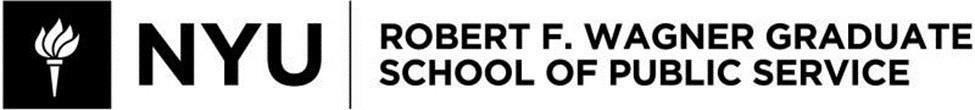 NYU
ROBERT F. WAGNER GRADUATE
SCHOOL OF PUBLIC SERVICE